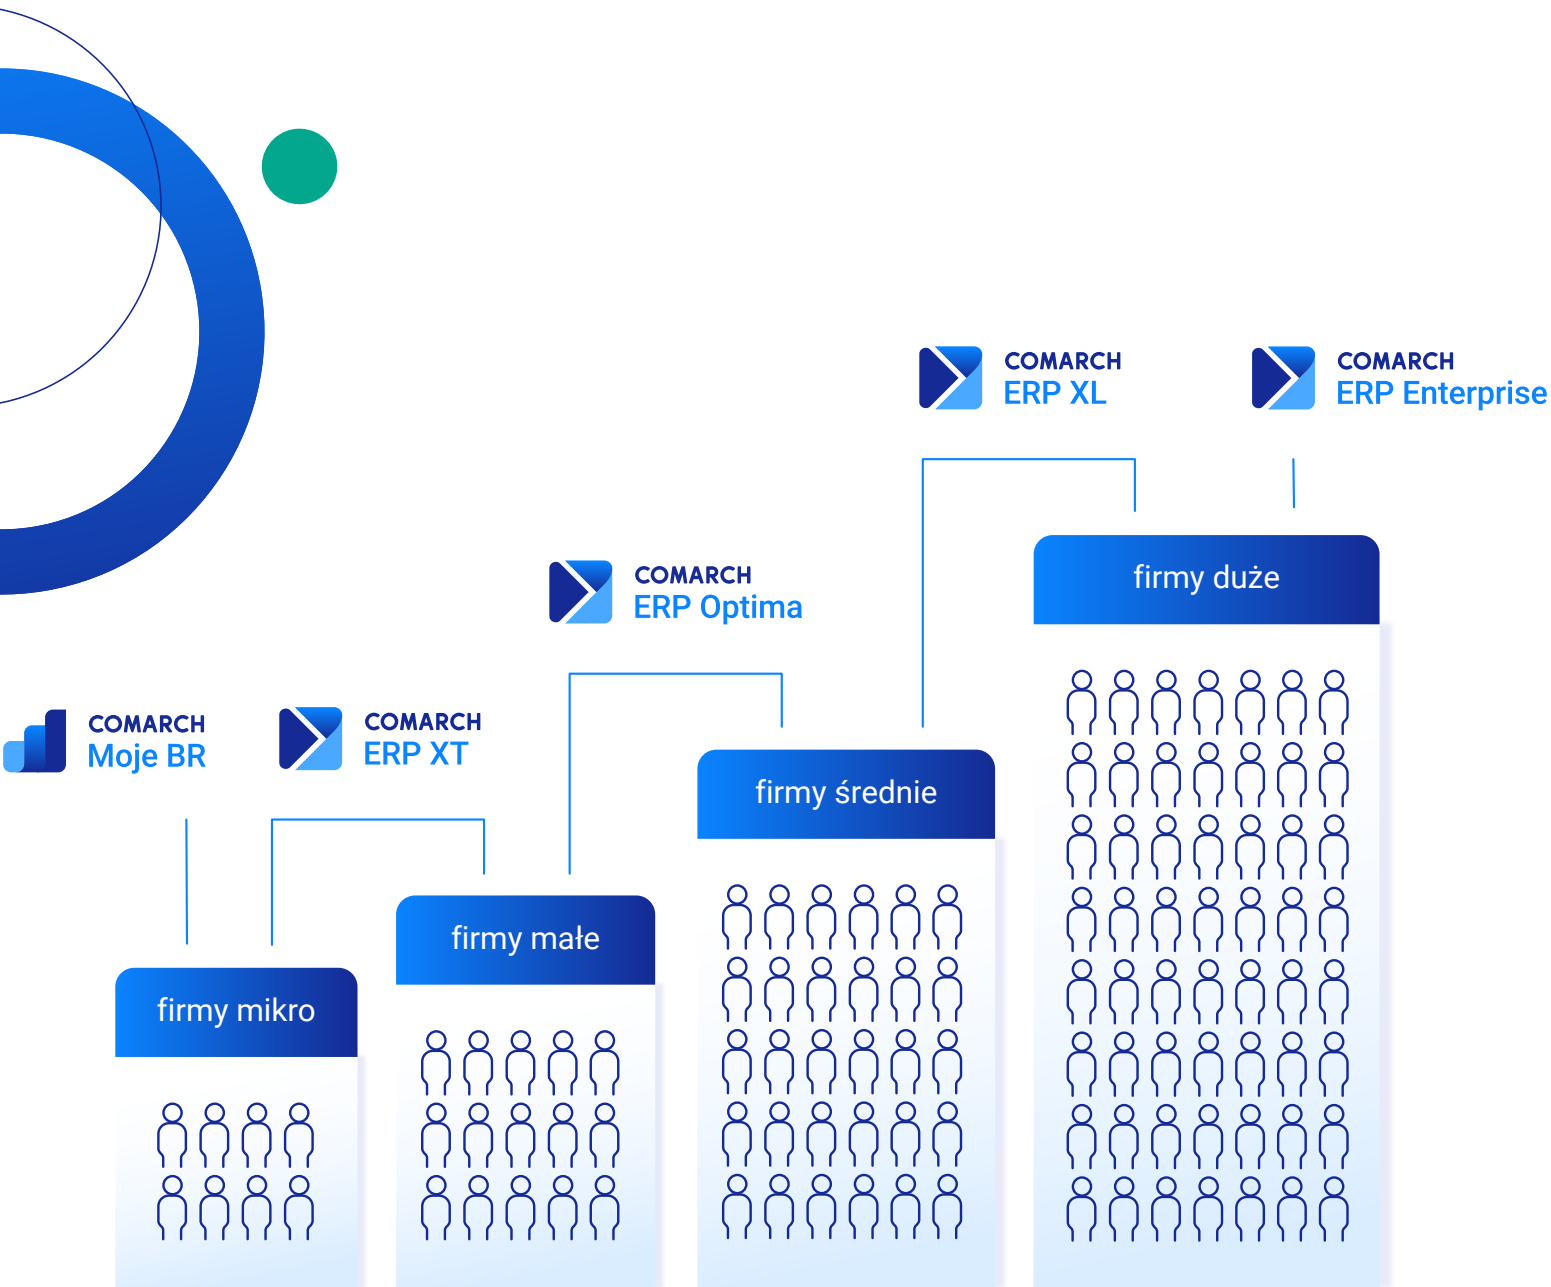 COMARCH
ERP XL
COMARCH
ERP Enterprise
firmy duże
COMARCH
ERP Optima
COMARCH
Moje BR
COMARCH
ERP XT
firmy średnie
firmy małe
firmy mikro